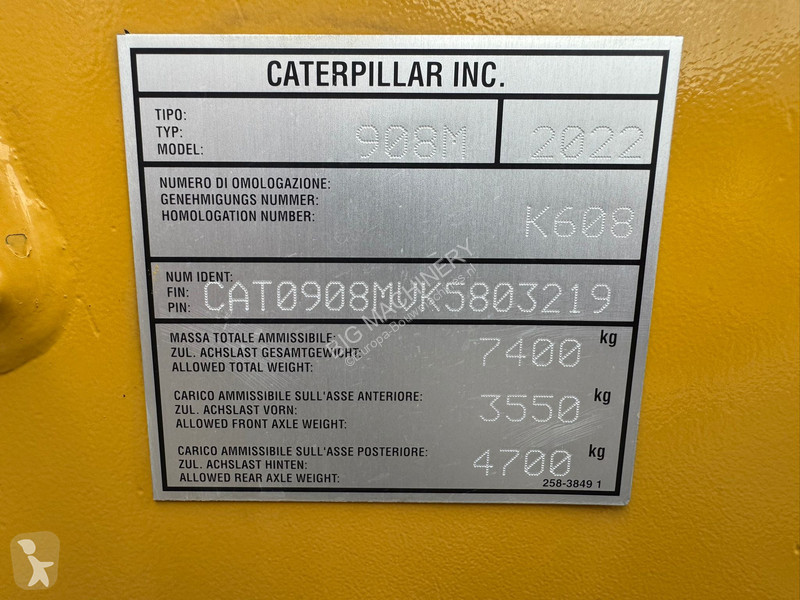 CATERPILLAR INC.
TIPO:
TYP:
MODEL: 908M 2022
NUMERO DI OMOLOGAZIONE:
GENEHMIGUNGS NUMMER:
HOMOLOGATION NUMBER: K608
NUM IDENT:
FIN:
PIN: CAT0908MVK5803219
MASSA TOTALE AMMISSIBILE:
ZUL. ACHSLAST GESAMTGEWICHT: 7400 kg
ALLOWED TOTAL WEIGHT:
CARICO AMMISSIBILE SULL'ASSE ANTERIORE:
ZUL. ACHSLAST VORN: 3550 kg
ALLOWED FRONT AXLE WEIGHT:
CARICO AMMISSIBILE SULL'ASSE POSTERIORE:
ZUL. ACHSLAST HINTEN: 4700 kg
ALLOWED REAR AXLE WEIGHT:
258-3849 1
BIG MACHINERY